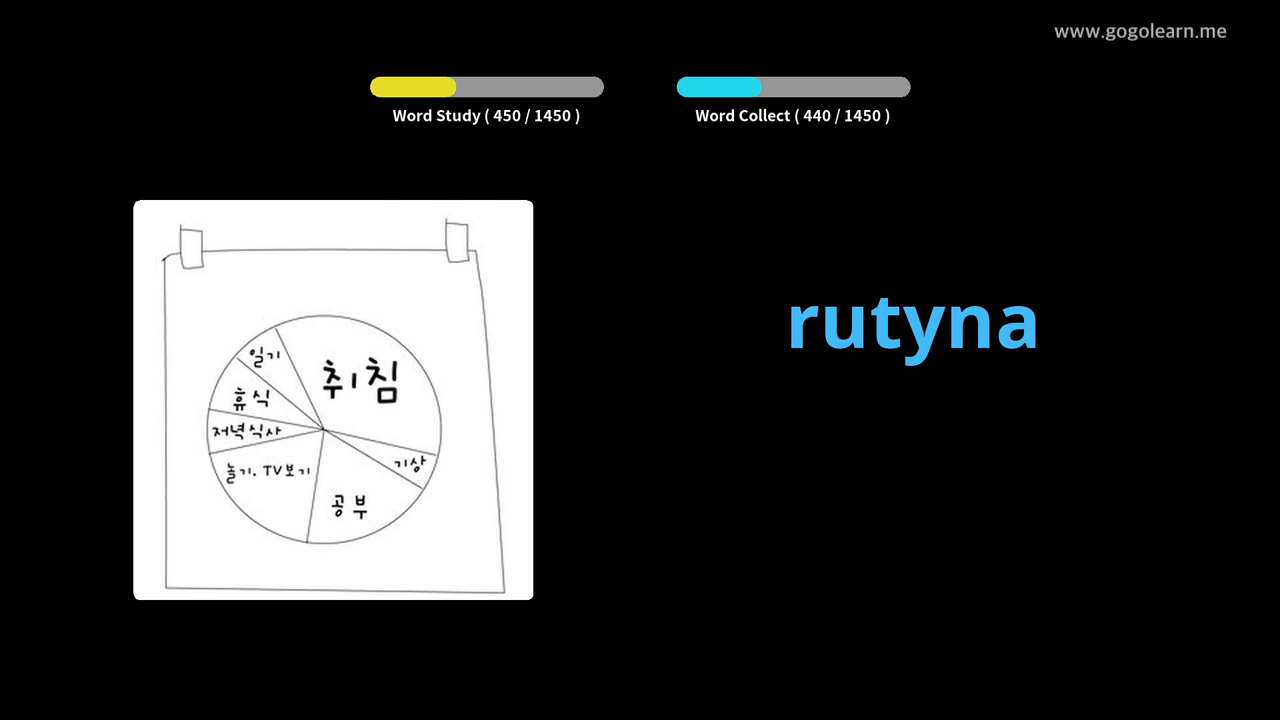 www.gogolearn.me
Word Study ( 450 / 1450 )
Word Collect ( 440 / 1450 )
일기
취침
휴식
저녁식사
놀기. TV보기
기상
공부
rutyna